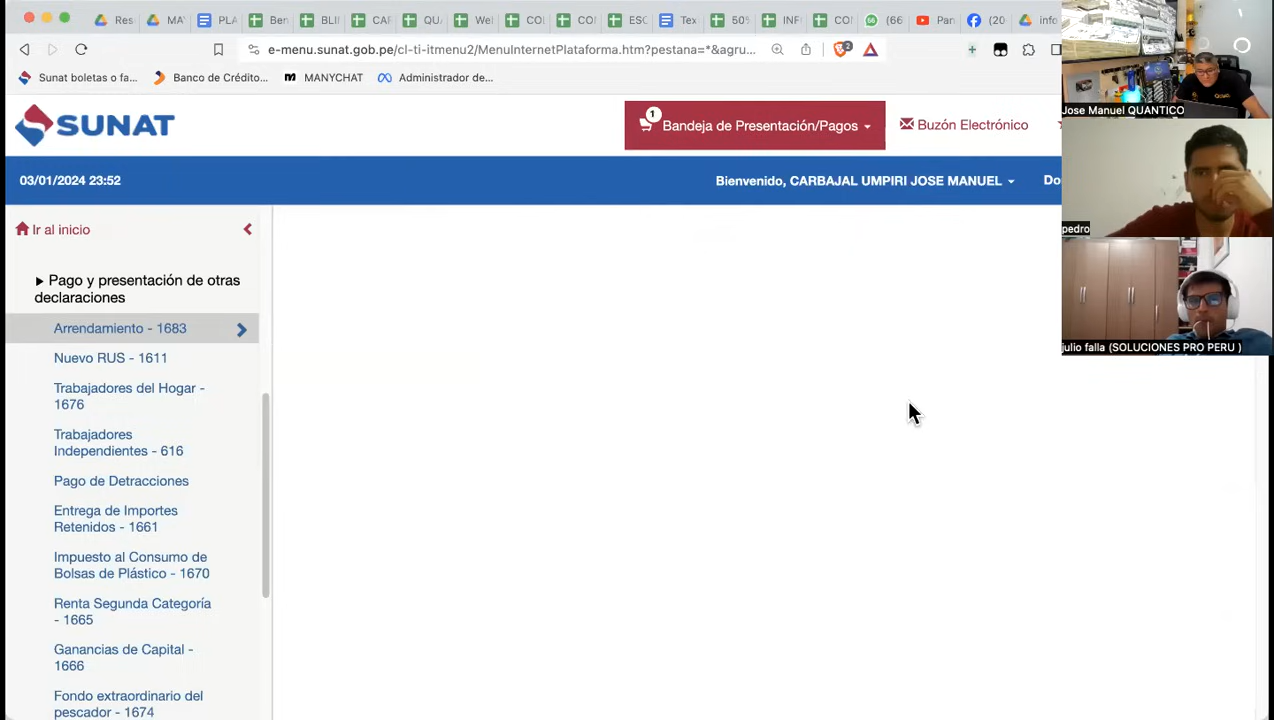 Res
MA
PLA
Ben
BLI
CAF
QUA
Wel
COI
CO
ESC
Tex
50%
INF
CO
(66
Pan
(20
info
e-menu.sunat.gob.pe/cl-ti-itmenu2/MenuInternetPlataforma.htm?pestana=*&agru...
2
Sunat boletas o fa...
Banco de Crédito...
MANYCHAT
Administrador de...
SUNAT
1
Bandeja de Presentación/Pagos
Buzón Electrónico
03/01/2024 23:52
Bienvenido, CARBAJAL UMPIRI JOSE MANUEL
Do
Ir al inicio
Pago y presentación de otras
declaraciones
Arrendamiento - 1683
Nuevo RUS - 1611
Trabajadores del Hogar -
1676
Trabajadores
Independientes - 616
Pago de Detracciones
Entrega de Importes
Retenidos - 1661
Impuesto al Consumo de
Bolsas de Plástico - 1670
Renta Segunda Categoría
- 1665
Ganancias de Capital -
1666
Fondo extraordinario del
pescador - 1674
Jose Manuel QUANTICO
pedro
julio falla (SOLUCIONES PRO PERU )